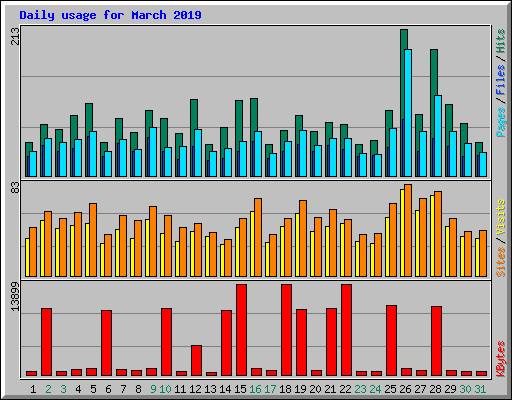 Daily usage for March 2019
213
Pages / Files / Hits
83
Sites / Visits
13899
KBytes
1 2 3 4 5 6 7 8 9 10 11 12 13 14 15 16 17 18 19 20 21 22 23 24 25 26 27 28 29 30 31